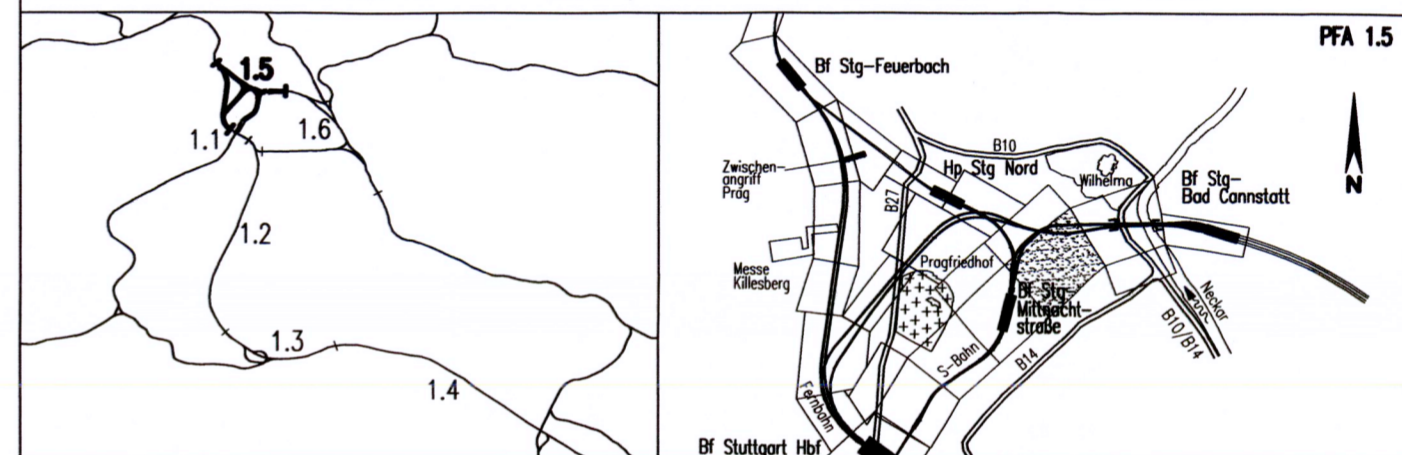 1.5
1.1
1.6
1.2
1.3
1.4
PFA 1.5
Bf Stg-Feuerbach
N
B10
Zwischen-
angriff
Prag
Hp Stg Nord
Wilhelma
Bf Stg-
Bad Cannstatt
B27
Pragfriedhof
Messe
Killesberg
Bf Stg-
Mittnacht-
straße
Neckar
B10/B14
S-Bahn
B14
Fernbahn
Bf Stuttgart Hbf